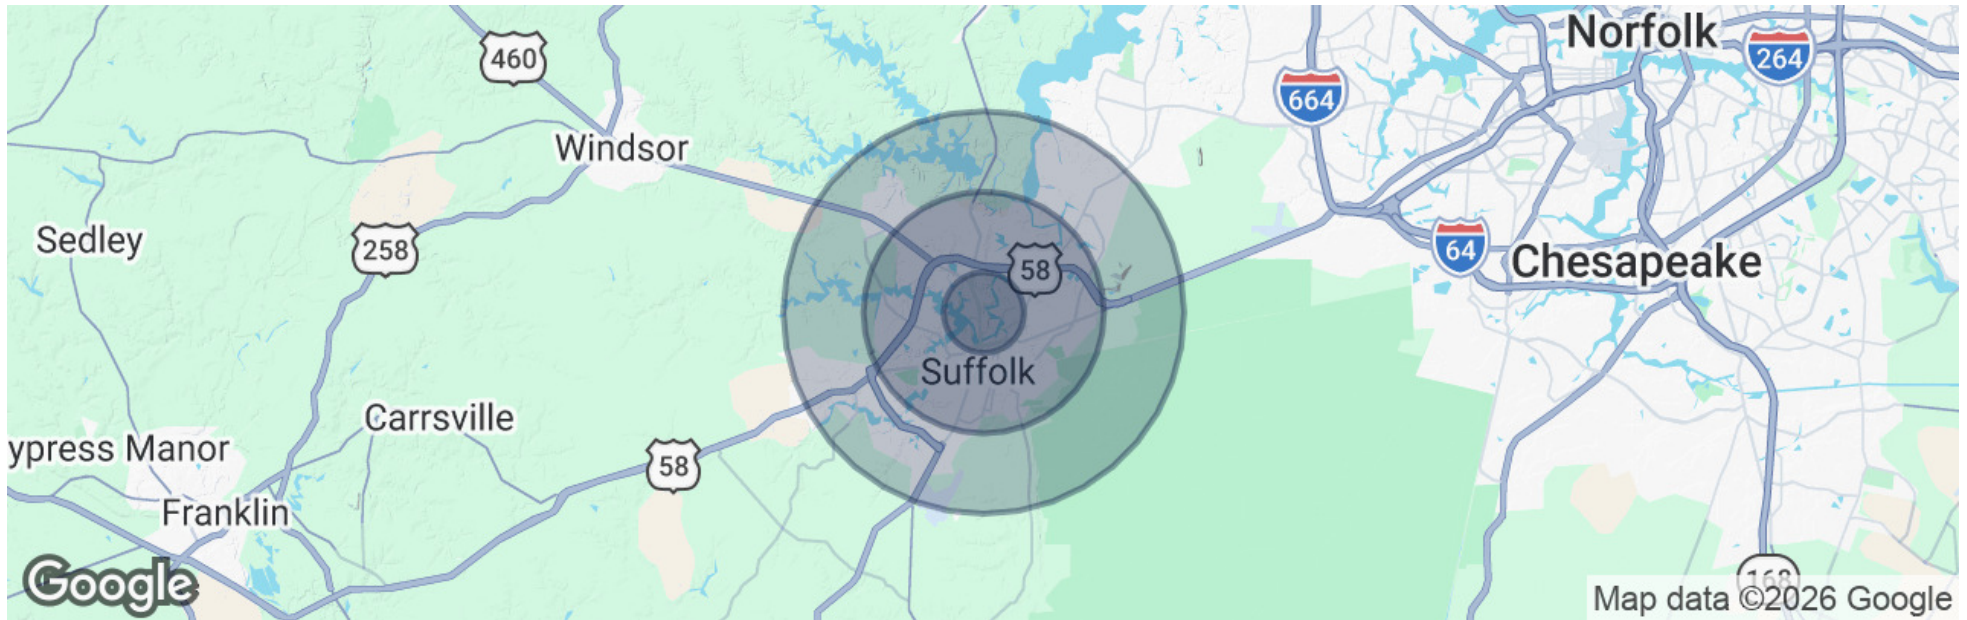 Norfolk
460
264
664
Windsor
Sedley
258
64
Chesapeake
58
Suffolk
Carrsville
ypress Manor
58
Franklin
168
Google
Map data ©2026 Google